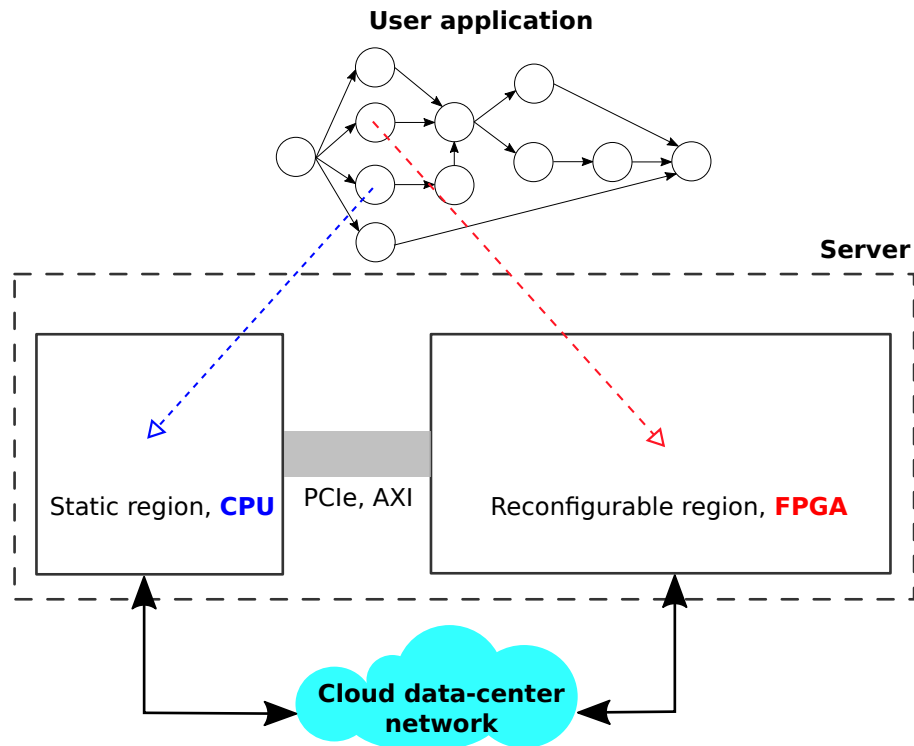 User application
Server
Static region, CPU
PCIe, AXI
Reconfigurable region, FPGA
Cloud data-center
network